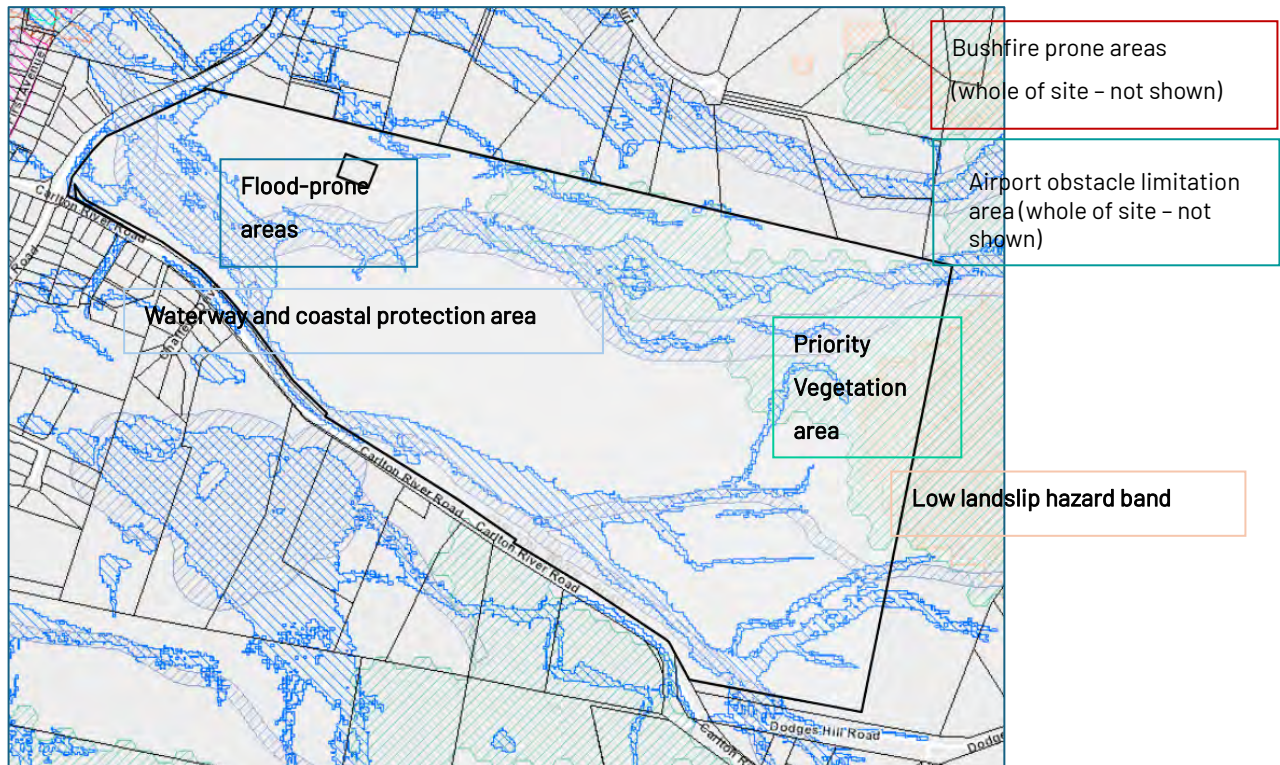 Bushfire prone areas
(whole of site – not shown)
Airport obstacle limitation
area (whole of site – not
shown)
Flood-prone
areas
Carlton River Road
Road
Waterway and coastal protection area
Priority
Vegetation
area
Carlton River Road
Carlton River Road
Low landslip hazard band
Dodges Hill Road